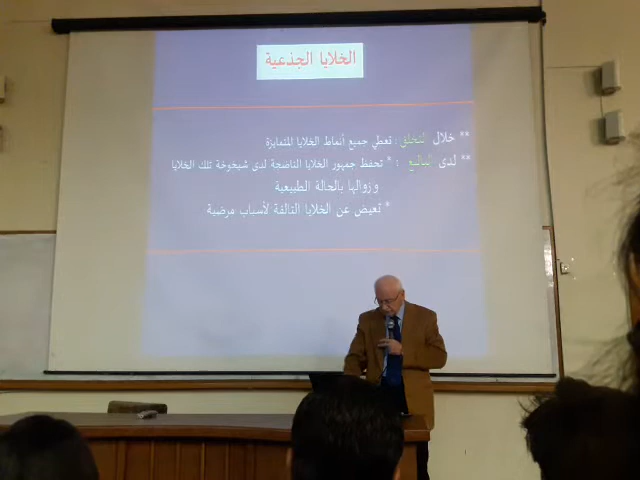 الخلايا الجذعية
** خلال التخلق : تعطي جميع أنماط الخلايا المتمايزة
** لدى البالغ : * تحفظ جمهور الخلايا الناضجة لدى شيخوخة تلك الخلايا
وزوالها بالحالة الطبيعية
* تعيض عن الخلايا التالفة لأسباب مرضية